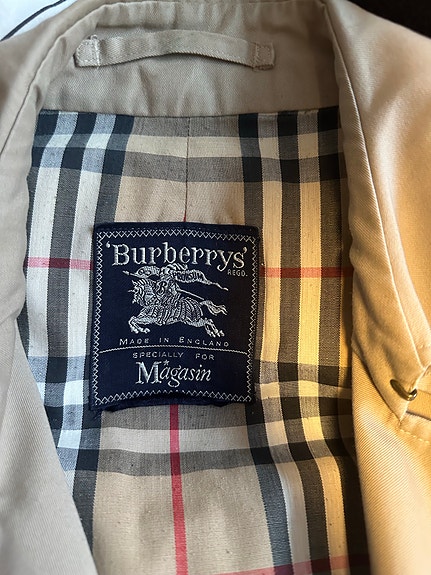 'Burberrys'
REGD.
MADE IN ENGLAND
SPECIALLY FOR
Magasin